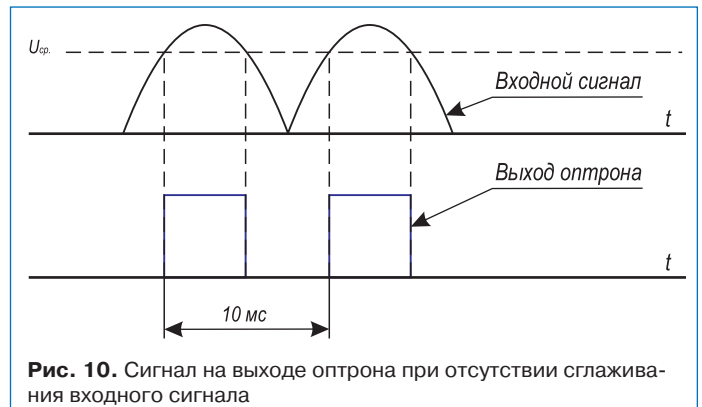 Uср.
Входной сигнал
t
Выход оптрона
t
10 мс
Рис. 10. Сигнал на выходе оптрона при отсутствии сглажива-
ния входного сигнала